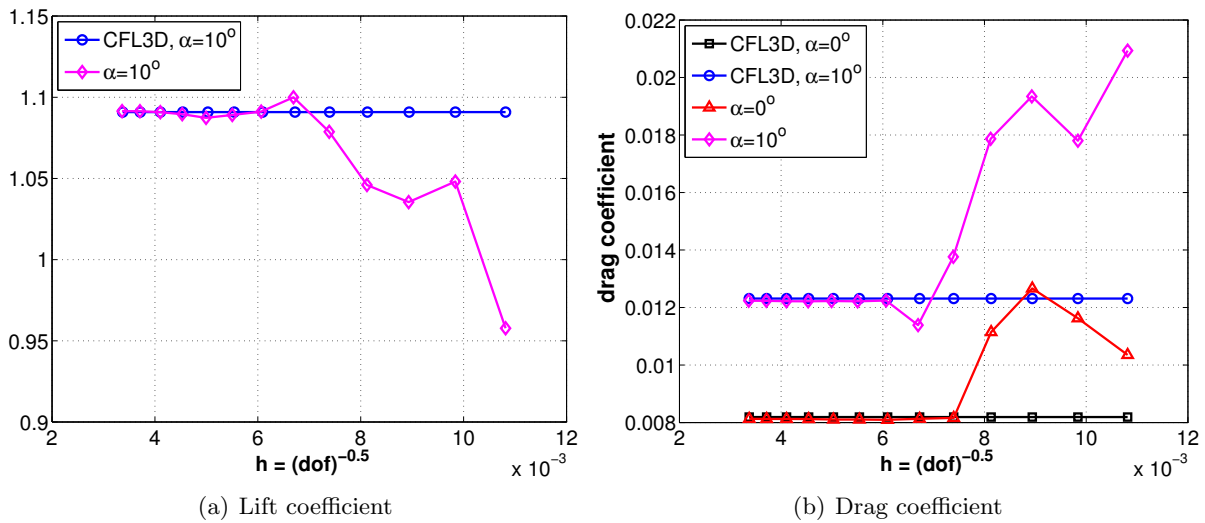 1.15
1.1
1.05
1
0.95
0.9
2
4
6
8
10
12
x 10⁻³
h = (dof)⁻⁰·⁵
CFL3D, α=10°
α=10°
(a) Lift coefficient
0.022
0.02
0.018
0.016
0.014
0.012
0.01
0.008
drag coefficient
2
4
6
8
10
12
x 10⁻³
h = (dof)⁻⁰·⁵
CFL3D, α=0°
CFL3D, α=10°
α=0°
α=10°
(b) Drag coefficient